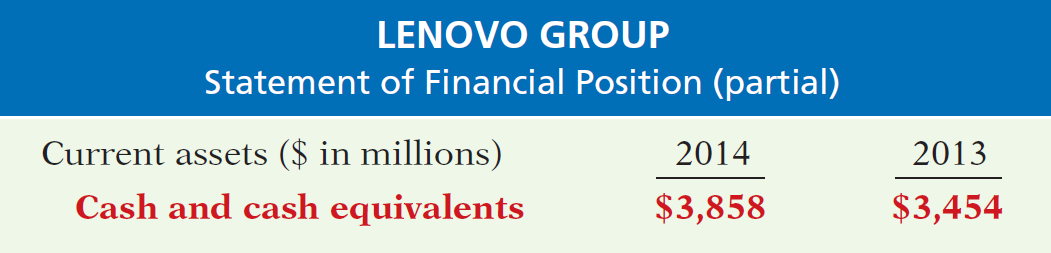 LENOVO GROUP
Statement of Financial Position (partial)
Current assets ($ in millions) 2014 2013
Cash and cash equivalents $3,858 $3,454